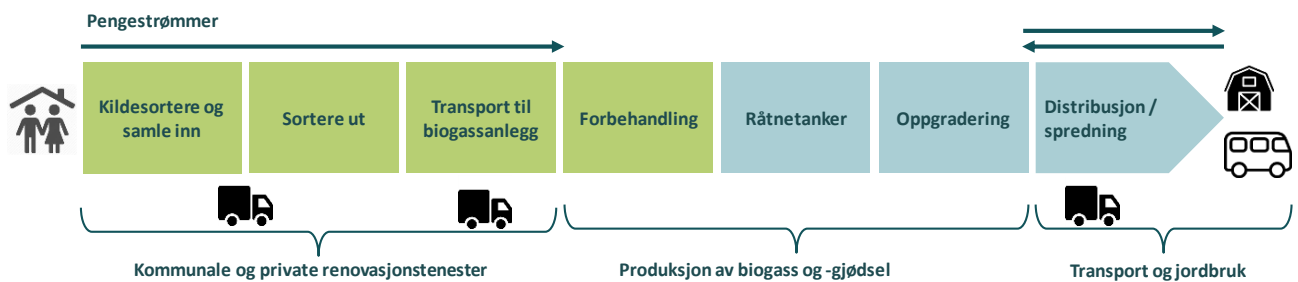 Pengestrømmer
Kildesortere og
samle inn
Sortere ut
Transport til
biogassanlegg
Forbehandling
Råtnetanker
Oppgradering
Distribusjon /
spredning
Kommunale og private renovasjonstenester
Produksjon av biogass og -gjødsel
Transport og jordbruk